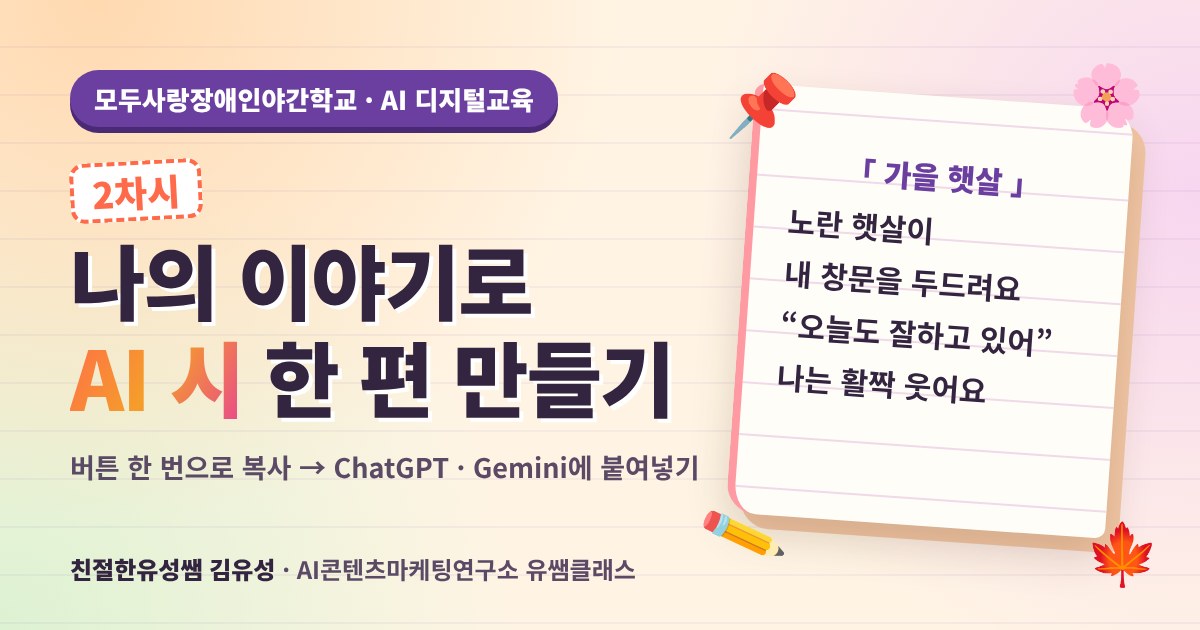 모두사랑장애인야간학교 · AI 디지털교육
2차시
나의 이야기로
AI 시 한 편 만들기
버튼 한 번으로 복사 → ChatGPT · Gemini에 붙여넣기
친절한유성쌤 김유성 · AI콘텐츠마케팅연구소 유쌤클래스
「 가을 햇살 」
노란 햇살이
내 창문을 두드려요
“오늘도 잘하고 있어”
나는 활짝 웃어요